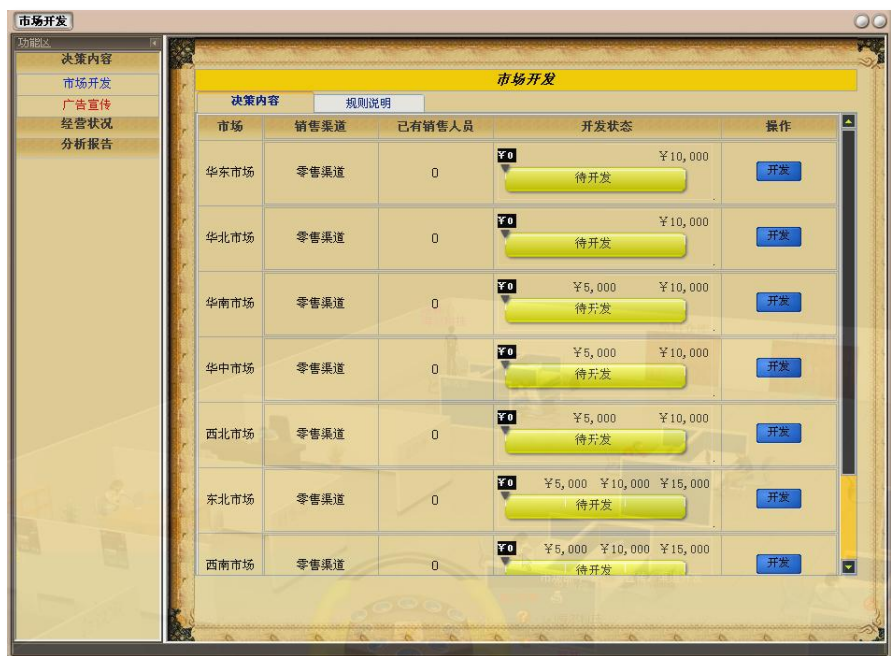 市场开发
功能区
决策内容
市场开发
广告宣传
经营状况
分析报告
市场开发
决策内容 规则说明
市场 销售渠道 已有销售人员 开发状态 操作
¥0 ¥10,000
华东市场 零售渠道 0 待开发 开发
¥0 ¥10,000
华北市场 零售渠道 0 待开发 开发
¥0 ¥5,000 ¥10,000
华南市场 零售渠道 0 待开发 开发
¥0 ¥5,000 ¥10,000
华中市场 零售渠道 0 待开发 开发
¥0 ¥5,000 ¥10,000
西北市场 零售渠道 0 待开发 开发
¥0 ¥5,000 ¥10,000 ¥15,000
东北市场 零售渠道 0 待开发 开发
¥0 ¥5,000 ¥10,000 ¥15,000
西南市场 零售渠道 0 待开发 开发